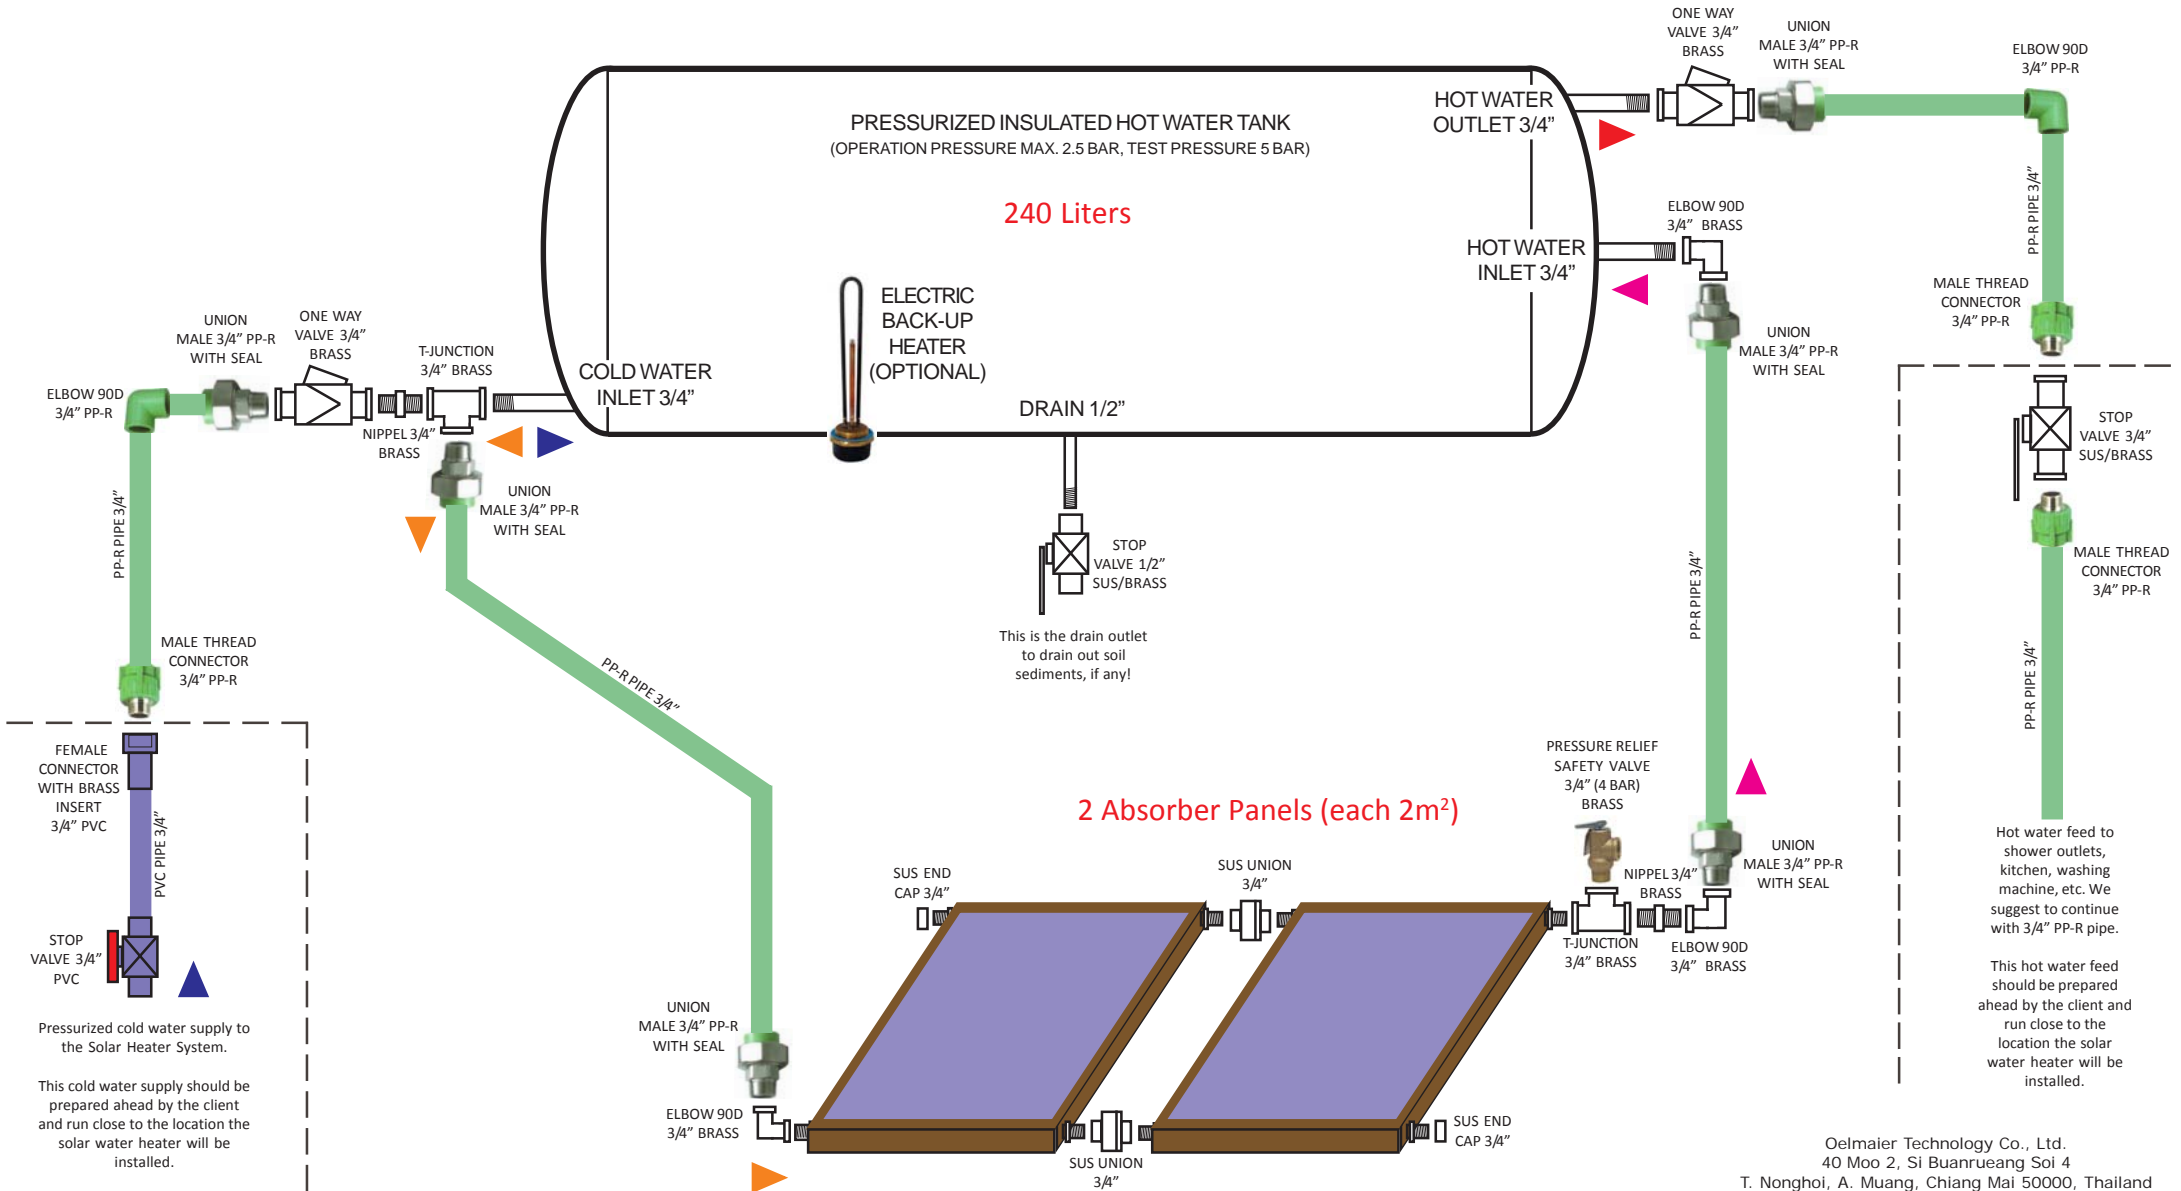 ONE WAY
VALVE 3/4”
BRASS
UNION
MALE 3/4” PP-R
WITH SEAL
ELBOW 90D
3/4” PP-R
HOT WATER
OUTLET 3/4”
PRESSURIZED INSULATED HOT WATER TANK
(OPERATION PRESSURE MAX. 2.5 BAR, TEST PRESSURE 5 BAR)
240 Liters
PP-R PIPE 3/4”
ELBOW 90D
3/4” BRASS
HOT WATER
INLET 3/4”
MALE THREAD
CONNECTOR
3/4” PP-R
ELECTRIC
BACK-UP
HEATER
(OPTIONAL)
UNION
MALE 3/4” PP-R
WITH SEAL
ONE WAY
VALVE 3/4”
BRASS
T-JUNCTION
3/4” BRASS
UNION
MALE 3/4” PP-R
WITH SEAL
COLD WATER
INLET 3/4”
ELBOW 90D
3/4” PP-R
DRAIN 1/2”
NIPPEL 3/4”
BRASS
STOP
VALVE 3/4”
SUS/BRASS
UNION
MALE 3/4” PP-R
WITH SEAL
PP-R PIPE 3/4”
STOP
VALVE 1/2”
SUS/BRASS
MALE THREAD
CONNECTOR
3/4” PP-R
PP-R PIPE 3/4”
This is the drain outlet
to drain out soil
sediments, if any!
MALE THREAD
CONNECTOR
3/4” PP-R
PP-R PIPE 3/4”
PP-R PIPE 3/4”
FEMALE
CONNECTOR
WITH BRASS
INSERT
3/4” PVC
PVC PIPE 3/4”
PRESSURE RELIEF
SAFETY VALVE
3/4” (4 BAR)
BRASS
2 Absorber Panels (each 2m²)
UNION
MALE 3/4” PP-R
WITH SEAL
NIPPEL 3/4”
BRASS
SUS END
CAP 3/4”
SUS UNION
3/4”
Hot water feed to
shower outlets,
kitchen, washing
machine, etc. We
suggest to continue
with 3/4” PP-R pipe.
This hot water feed
should be prepared
ahead by the client and
run close to the
location the solar
water heater will be
installed.
STOP
VALVE 3/4”
PVC
T-JUNCTION
3/4” BRASS
ELBOW 90D
3/4” BRASS
Pressurized cold water supply to
the Solar Heater System.
This cold water supply should be
prepared ahead by the client
and run close to the location the
solar water heater will be
installed.
UNION
MALE 3/4” PP-R
WITH SEAL
ELBOW 90D
3/4” BRASS
SUS UNION
3/4”
SUS END
CAP 3/4”
Oelmaier Technology Co., Ltd.
40 Moo 2, Si Buanrueang Soi 4
T. Nonghoi, A. Muang, Chiang Mai 50000, Thailand